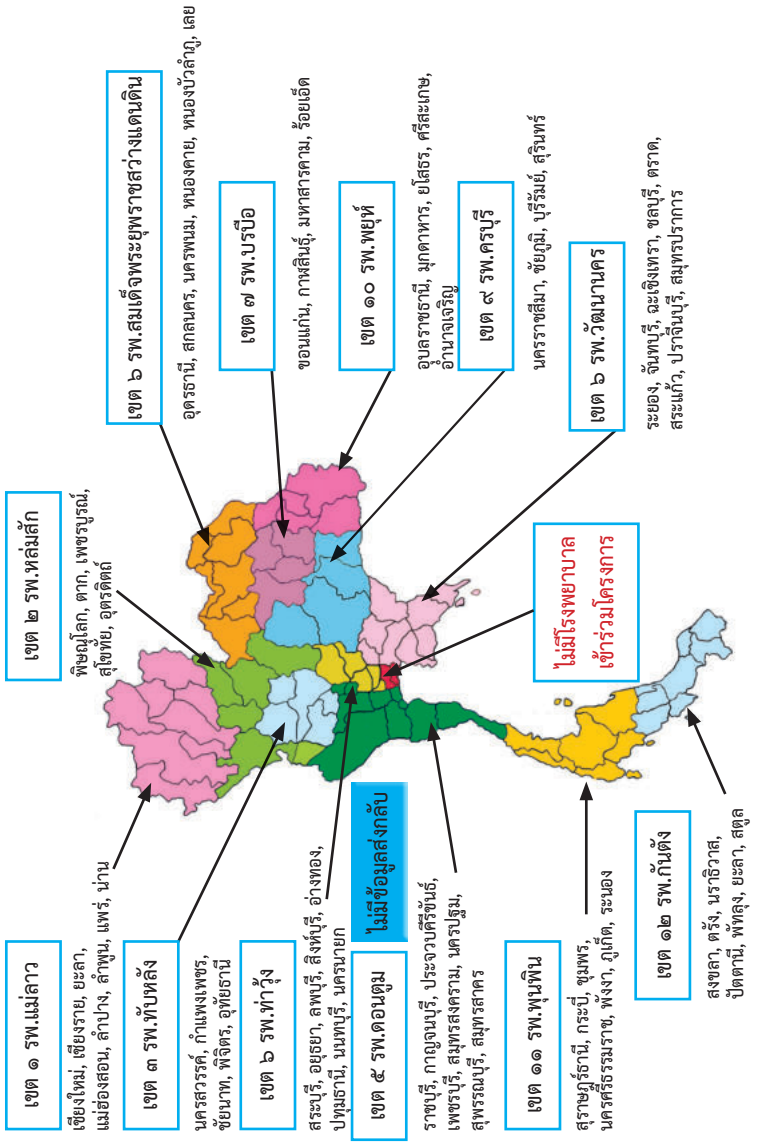 เขต ๑ รพ.แม่ลาว
เชียงใหม่, เชียงราย, ยะลา,
แม่ฮ่องสอน, ลำปาง, ลำพูน, แพร่, น่าน
เขต ๒ รพ.หล่มสัก
พิษณุโลก, ตาก, เพชรบูรณ์,
สุโขทัย, อุตรดิตถ์
เขต ๖ รพ.สมเด็จพระยุพราชสว่างแดนดิน
อุดรธานี, สกลนคร, นครพนม, หนองคาย, หนองบัวลำภู, เลย
เขต ๓ รพ.ทับหลัง
นครสวรรค์, กำแพงเพชร,
ชัยนาท, พิจิตร, อุทัยธานี
เขต ๗ รพ.บรบือ
ขอนแก่น, กาฬสินธุ์, มหาสารคาม, ร้อยเอ็ด
เขต ๖ รพ.ท่าวุ้ง
สระบุรี, อยุธยา, ลพบุรี, สิงห์บุรี, อ่างทอง,
ปทุมธานี, นนทบุรี, นครนายก
เขต ๑๐ รพ.พยุห์
อุบลราชธานี, มุกดาหาร, ยโสธร, ศรีสะเกษ,
อำนาจเจริญ
เขต ๕ รพ.ดอนตูม
ไม่มีข้อมูลส่งกลับ
ราชบุรี, กาญจนบุรี, ประจวบคีรีขันธ์,
เพชรบุรี, สมุทรสงคราม, นครปฐม,
สุพรรณบุรี, สมุทรสาคร
เขต ๙ รพ.ครบุรี
นครราชสีมา, ชัยภูมิ, บุรีรัมย์, สุรินทร์
เขต ๑๑ รพ.พุนพิน
สุราษฎร์ธานี, กระบี่, ชุมพร,
นครศรีธรรมราช, พังงา, ภูเก็ต, ระนอง
ไม่มีโรงพยาบาล
เข้าร่วมโครงการ
เขต ๖ รพ.วัฒนานคร
ระยอง, จันทบุรี, ฉะเชิงเทรา, ชลบุรี, ตราด,
สระแก้ว, ปราจีนบุรี, สมุทรปราการ
เขต ๑๒ รพ.กันตัง
สงขลา, ตรัง, นราธิวาส,
ปัตตานี, พัทลุง, ยะลา, สตูล